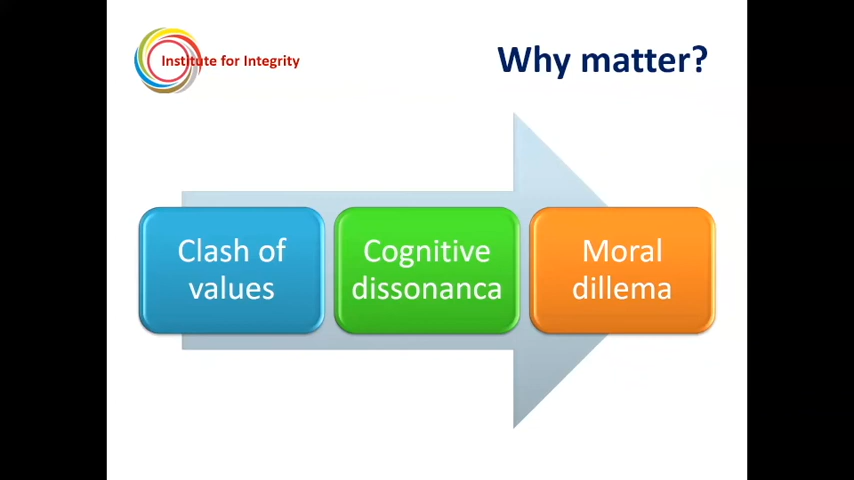 Institute for Integrity
Why matter?
Clash of
values
Cognitive
dissonanca
Moral
dillema